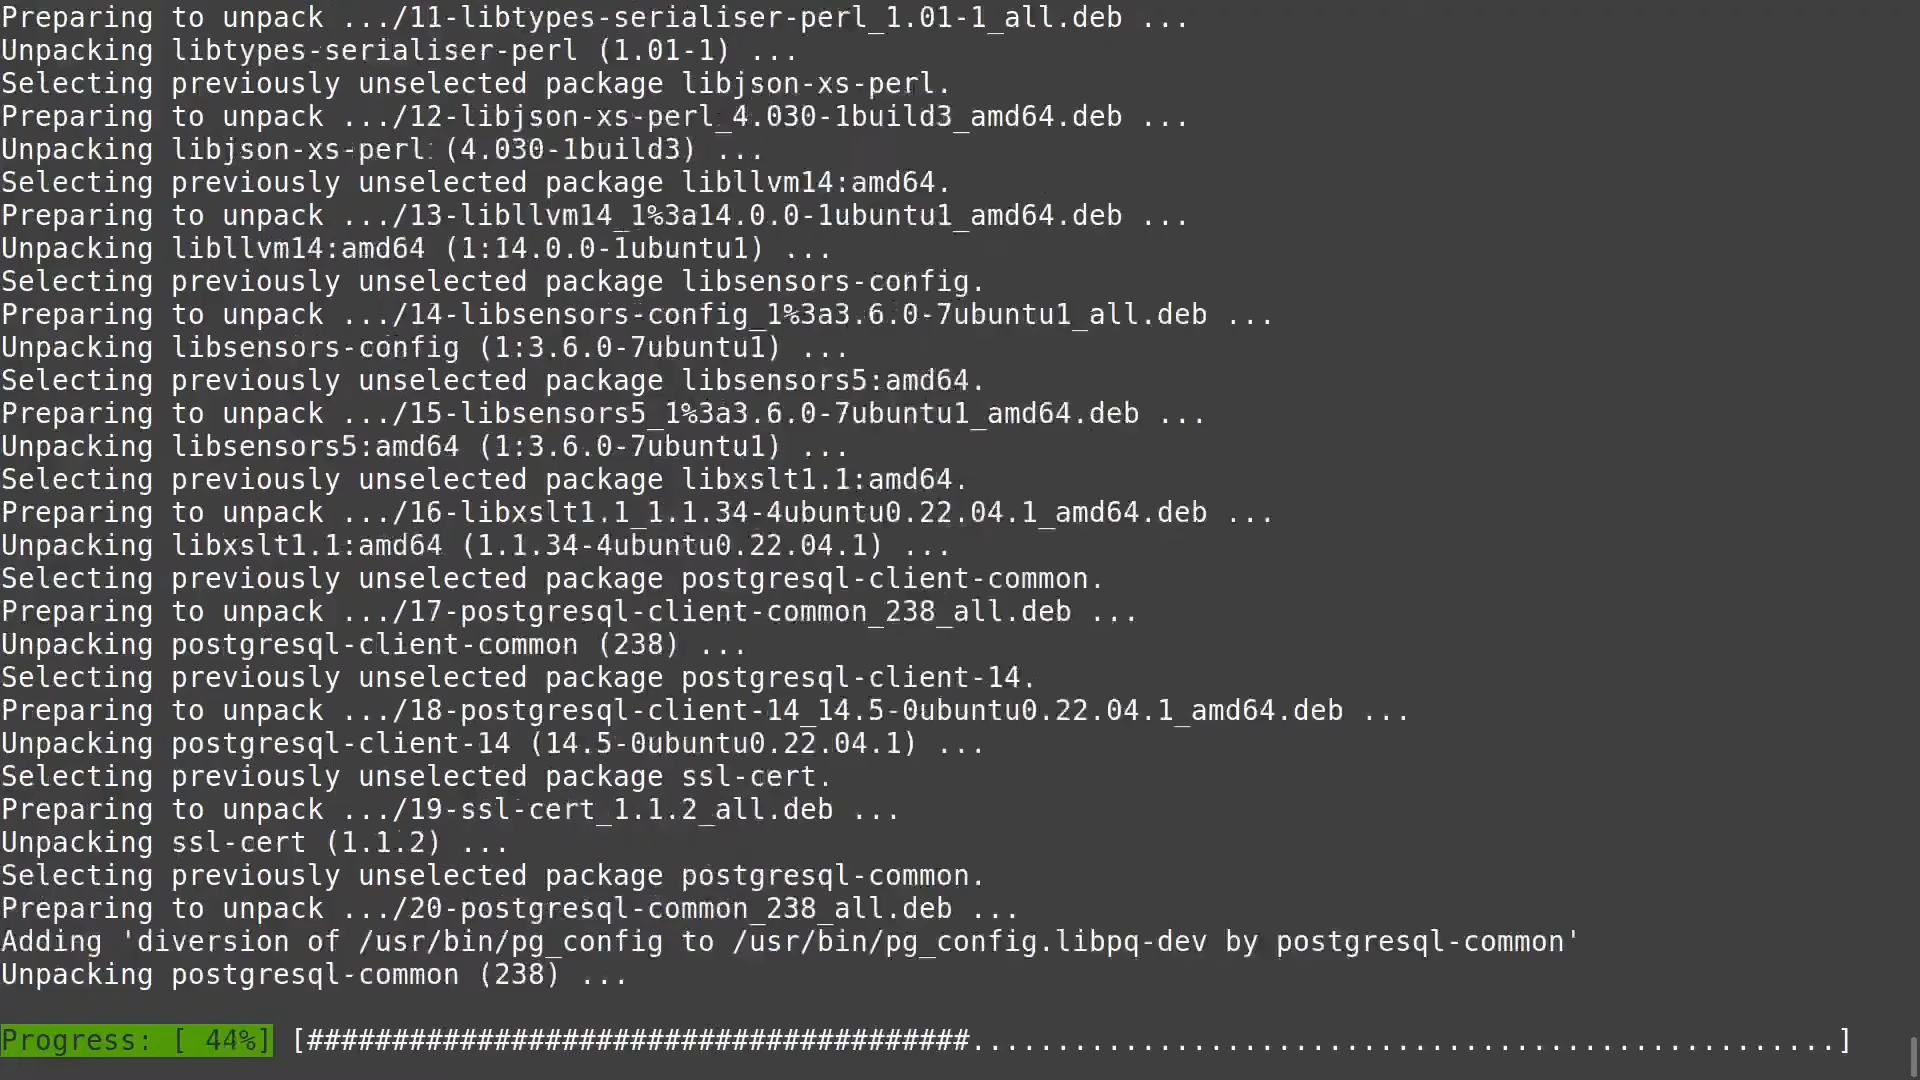 Preparing to unpack .../11-libtypes-serialiser-perl_1.01-1_all.deb ...
Unpacking libtypes-serialiser-perl (1.01-1) ...
Selecting previously unselected package libjson-xs-perl.
Preparing to unpack .../12-libjson-xs-perl_4.030-1build3_amd64.deb ...
Unpacking libjson-xs-perl (4.030-1build3) ...
Selecting previously unselected package libllvm14:amd64.
Preparing to unpack .../13-libllvm14_1%3a14.0.0-1ubuntu1_amd64.deb ...
Unpacking libllvm14:amd64 (1:14.0.0-1ubuntu1) ...
Selecting previously unselected package libsensors-config.
Preparing to unpack .../14-libsensors-config_1%3a3.6.0-7ubuntu1_all.deb ...
Unpacking libsensors-config (1:3.6.0-7ubuntu1) ...
Selecting previously unselected package libsensors5:amd64.
Preparing to unpack .../15-libsensors5_1%3a3.6.0-7ubuntu1_amd64.deb ...
Unpacking libsensors5:amd64 (1:3.6.0-7ubuntu1) ...
Selecting previously unselected package libxslt1.1:amd64.
Preparing to unpack .../16-libxslt1.1_1.1.34-4ubuntu0.22.04.1_amd64.deb ...
Unpacking libxslt1.1:amd64 (1.1.34-4ubuntu0.22.04.1) ...
Selecting previously unselected package postgresql-client-common.
Preparing to unpack .../17-postgresql-client-common_238_all.deb ...
Unpacking postgresql-client-common (238) ...
Selecting previously unselected package postgresql-client-14.
Preparing to unpack .../18-postgresql-client-14_14.5-0ubuntu0.22.04.1_amd64.deb ...
Unpacking postgresql-client-14 (14.5-0ubuntu0.22.04.1) ...
Selecting previously unselected package ssl-cert.
Preparing to unpack .../19-ssl-cert_1.1.2_all.deb ...
Unpacking ssl-cert (1.1.2) ...
Selecting previously unselected package postgresql-common.
Preparing to unpack .../20-postgresql-common_238_all.deb ...
Adding 'diversion of /usr/bin/pg_config to /usr/bin/pg_config.libpq-dev by postgresql-common'
Unpacking postgresql-common (238) ...
Progress: [ 44%] [#######################################...................................................]